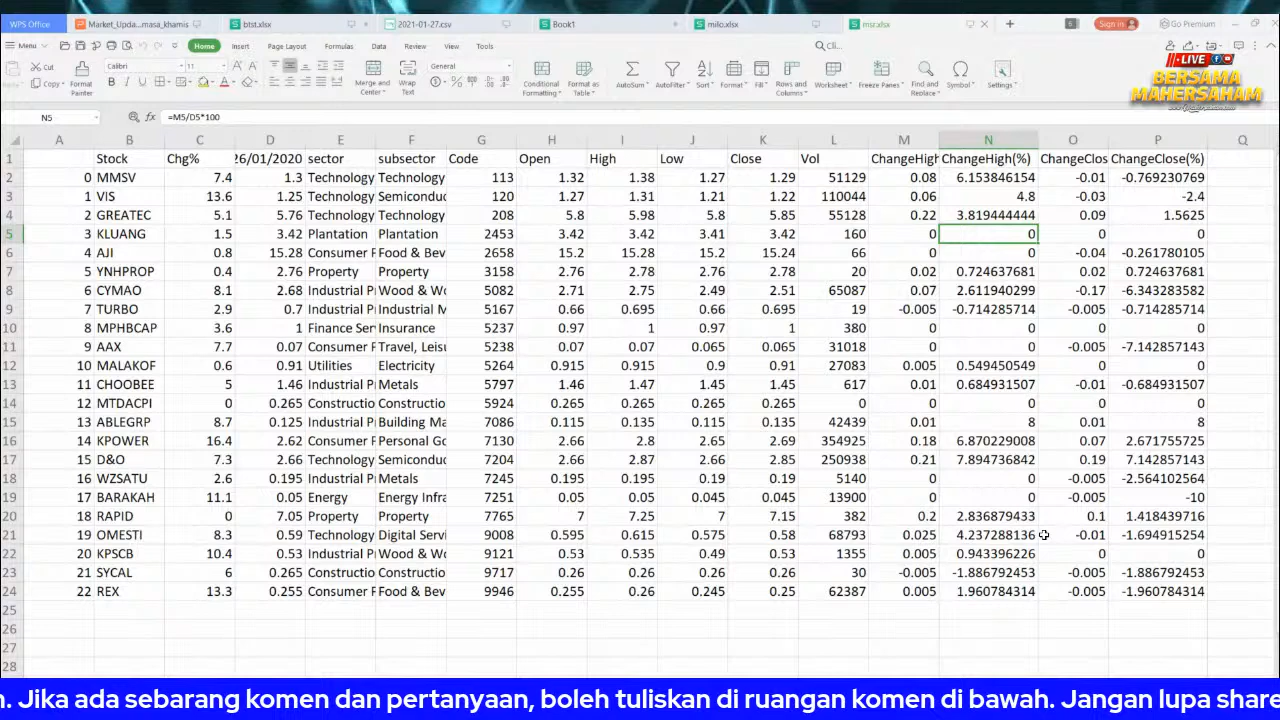 WPS Office Market_Upda...masa_khamis btst.xlsx 2021-01-27.csv Book1 milo.xlsx msr.xlsx 6 Sign in Go Premium
Menu Home Insert Page Layout Formulas Data Review View Tools Cli...
Cut Copy Format Painter Calibri 11 B I U A Merge and Center Wrap Text General % Conditional Formatting Format as Table AutoSum AutoFilter Sort Format Fill Rows and Columns Worksheet Freeze Panes Find and Replace Symbol Settings
LIVE
BERSAMA
MAHERSAHAM
N5 fx =M5/D5*100
A B C D E F G H I J K L M N O P Q
1 Stock Chg% 26/01/2020 sector subsector Code Open High Low Close Vol ChangeHigh ChangeHigh(%) ChangeClos ChangeClose(%)
2 0 MMSV 7.4 1.3 Technology Technology 113 1.32 1.38 1.27 1.29 51129 0.08 6.153846154 -0.01 -0.769230769
3 1 VIS 13.6 1.25 Technology Semiconduc 120 1.27 1.31 1.21 1.22 110044 0.06 4.8 -0.03 -2.4
4 2 GREATEC 5.1 5.76 Technology Technology 208 5.8 5.98 5.8 5.85 55128 0.22 3.819444444 0.09 1.5625
5 3 KLUANG 1.5 3.42 Plantation Plantation 2453 3.42 3.42 3.41 3.42 160 0 0 0 0
6 4 AJI 0.8 15.28 Consumer P Food & Bev 2658 15.2 15.28 15.2 15.24 66 0 0 -0.04 -0.261780105
7 5 YNHPROP 0.4 2.76 Property Property 3158 2.76 2.78 2.76 2.78 20 0.02 0.724637681 0.02 0.724637681
8 6 CYMAO 8.1 2.68 Industrial P Wood & Wo 5082 2.71 2.75 2.49 2.51 65087 0.07 2.611940299 -0.17 -6.343283582
9 7 TURBO 2.9 0.7 Industrial P Industrial M 5167 0.66 0.695 0.66 0.695 19 -0.005 -0.714285714 -0.005 -0.714285714
10 8 MPHBCAP 3.6 1 Finance Ser Insurance 5237 0.97 1 0.97 1 380 0 0 0 0
11 9 AAX 7.7 0.07 Consumer P Travel, Leis 5238 0.07 0.07 0.065 0.065 31018 0 0 -0.005 -7.142857143
12 10 MALAKOF 0.6 0.91 Utilities Electricity 5264 0.915 0.915 0.9 0.91 27083 0.005 0.549450549 0 0
13 11 CHOOBEE 5 1.46 Industrial P Metals 5797 1.46 1.47 1.45 1.45 617 0.01 0.684931507 -0.01 -0.684931507
14 12 MTDACPI 0 0.265 Constructio Constructio 5924 0.265 0.265 0.265 0.265 0 0 0 0 0
15 13 ABLEGRP 8.7 0.125 Industrial P Building Ma 7086 0.115 0.135 0.115 0.135 42439 0.01 8 0.01 8
16 14 KPOWER 16.4 2.62 Consumer P Personal Go 7130 2.66 2.8 2.65 2.69 354925 0.18 6.870229008 0.07 2.671755725
17 15 D&O 7.3 2.66 Technology Semiconduc 7204 2.66 2.87 2.66 2.85 250938 0.21 7.894736842 0.19 7.142857143
18 16 WZSATU 2.6 0.195 Industrial P Metals 7245 0.195 0.195 0.19 0.19 5140 0 0 -0.005 -2.564102564
19 17 BARAKAH 11.1 0.05 Energy Energy Infra 7251 0.05 0.05 0.045 0.045 13900 0 0 -0.005 -10
20 18 RAPID 0 7.05 Property Property 7765 7 7.25 7 7.15 382 0.2 2.836879433 0.1 1.418439716
21 19 OMESTI 8.3 0.59 Technology Digital Servi 9008 0.595 0.615 0.575 0.58 68793 0.025 4.237288136 -0.01 -1.694915254
22 20 KPSCB 10.4 0.53 Industrial P Wood & Wo 9121 0.53 0.535 0.49 0.53 1355 0.005 0.943396226 0 0
23 21 SYCAL 6 0.265 Constructio Constructio 9717 0.26 0.26 0.26 0.26 30 -0.005 -1.886792453 -0.005 -1.886792453
24 22 REX 13.3 0.255 Consumer P Food & Bev 9946 0.255 0.26 0.245 0.25 62387 0.005 1.960784314 -0.005 -1.960784314
25
26
27
28
n. Jika ada sebarang komen dan pertanyaan, boleh tuliskan di ruangan komen di bawah. Jangan lupa share